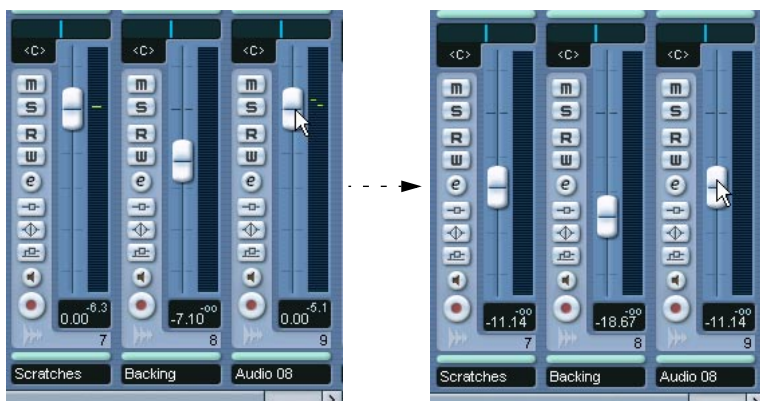 <C> <C> <C>
m m m
S S S
R R R
W W W
e e e
-6.3 -oo -5.1
0.00 -7.10 0.00
7 8 9
Scratches Backing Audio 08
<C> <C> <C>
m m m
S S S
R R R
W W W
e e e
-oo -oo -oo
-11.14 -18.67 -11.14
7 8 9
Scratches Backing Audio 08